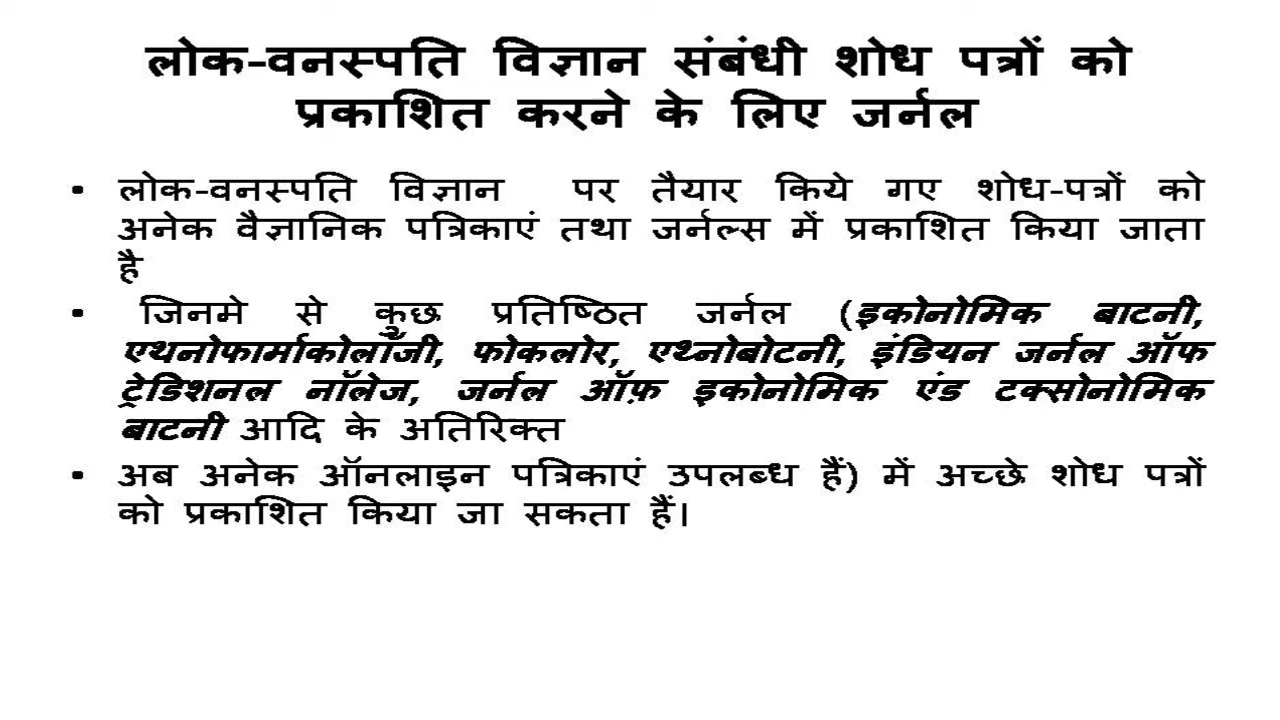 लोक-वनस्पति विज्ञान संबंधी शोध पत्रों को
प्रकाशित करने के लिए जर्नल
• लोक-वनस्पति विज्ञान पर तैयार किये गए शोध-पत्रों को
अनेक वैज्ञानिक पत्रिकाएं तथा जर्नल्स में प्रकाशित किया जाता
है
• जिनमे से कुछ प्रतिष्ठित जर्नल (इकोनोमिक बाटनी,
एथनोफार्माकोलॉजी, फोकलोर, एथ्नोबोटनी, इंडियन जर्नल ऑफ
ट्रेडिशनल नॉलेज, जर्नल ऑफ़ इकोनोमिक एंड टक्सोनोमिक
बाटनी आदि के अतिरिक्त
• अब अनेक ऑनलाइन पत्रिकाएं उपलब्ध हैं) में अच्छे शोध पत्रों
को प्रकाशित किया जा सकता हैं।